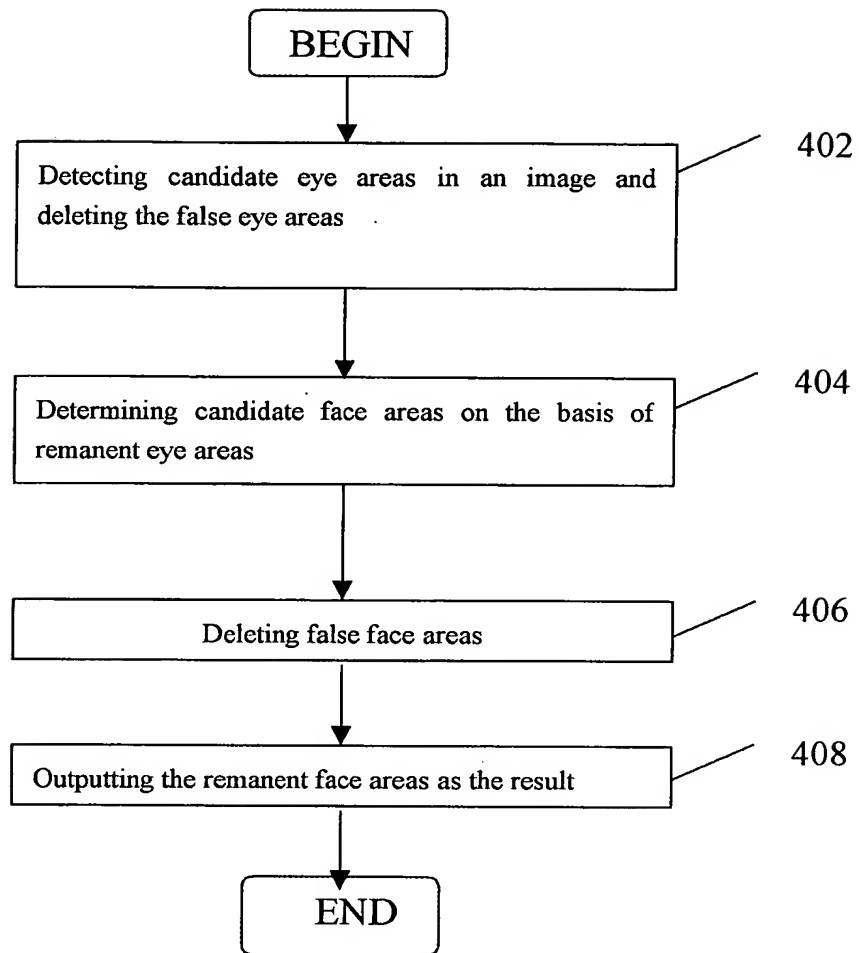 BEGIN
402
Detecting candidate eye areas in an image and
deleting the false eye areas
404
Determining candidate face areas on the basis of
remanent eye areas
406
Deleting false face areas
408
Outputting the remanent face areas as the result
END